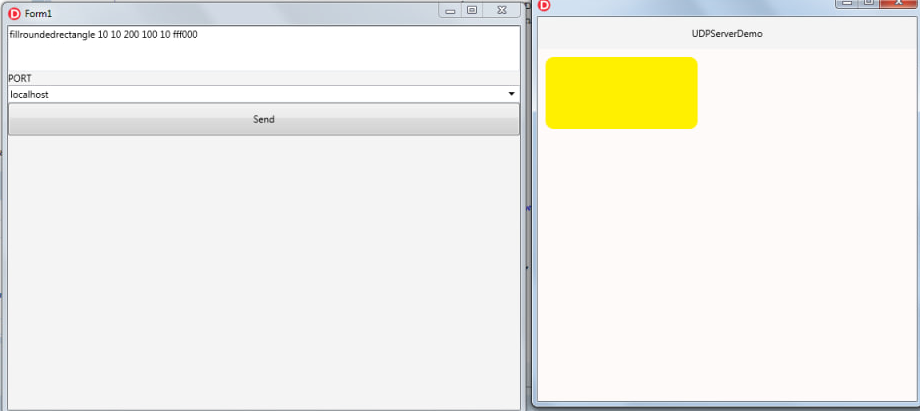 Form1
fillroundedrectangle 10 10 200 100 10 fff000
PORT
localhost
Send
UDPServerDemo